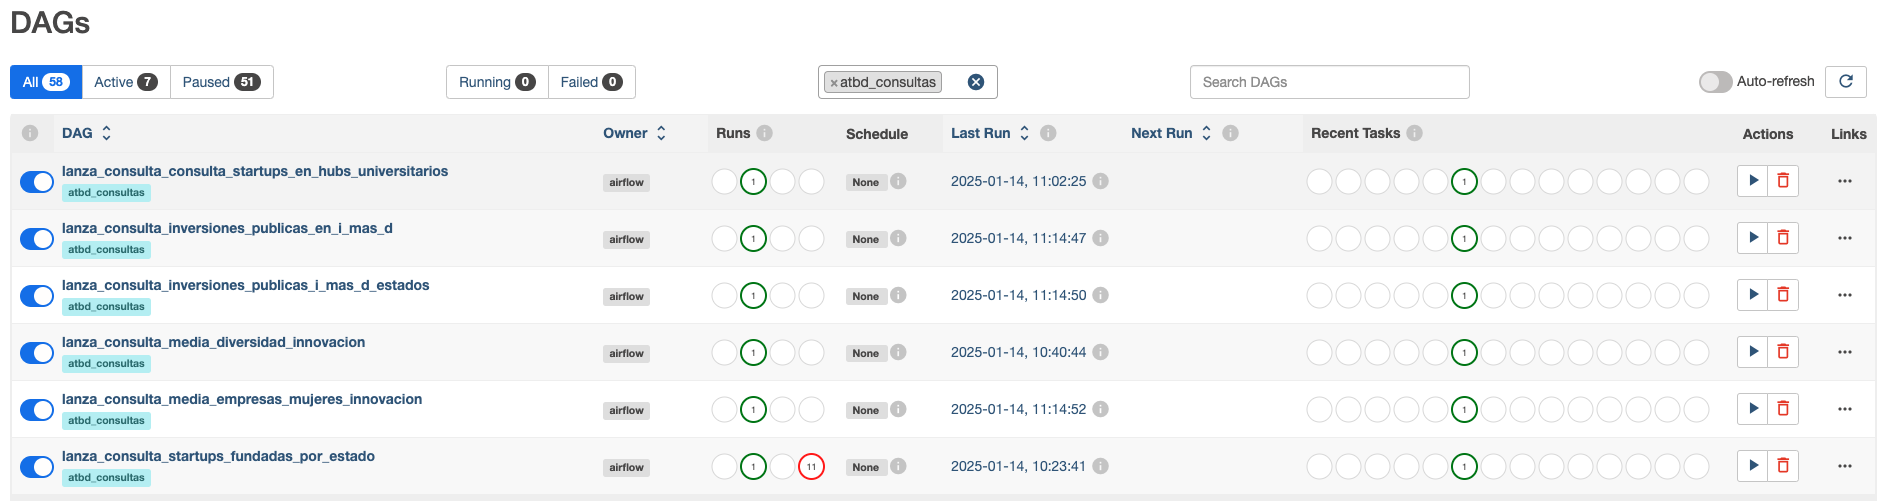 DAGs
All 58 Active 7 Paused 51 Running 0 Failed 0 × atbd_consultas Search DAGs Auto-refresh
DAG Owner Runs Schedule Last Run Next Run Recent Tasks Actions Links
lanza_consulta_consulta_startups_en_hubs_universitarios
atbd_consultas airflow 1 None 2025-01-14, 11:02:25 1
lanza_consulta_inversiones_publicas_en_i_mas_d
atbd_consultas airflow 1 None 2025-01-14, 11:14:47 1
lanza_consulta_inversiones_publicas_i_mas_d_estados
atbd_consultas airflow 1 None 2025-01-14, 11:14:50 1
lanza_consulta_media_diversidad_innovacion
atbd_consultas airflow 1 None 2025-01-14, 10:40:44 1
lanza_consulta_media_empresas_mujeres_innovacion
atbd_consultas airflow 1 None 2025-01-14, 11:14:52 1
lanza_consulta_startups_fundadas_por_estado
atbd_consultas airflow 1 11 None 2025-01-14, 10:23:41 1